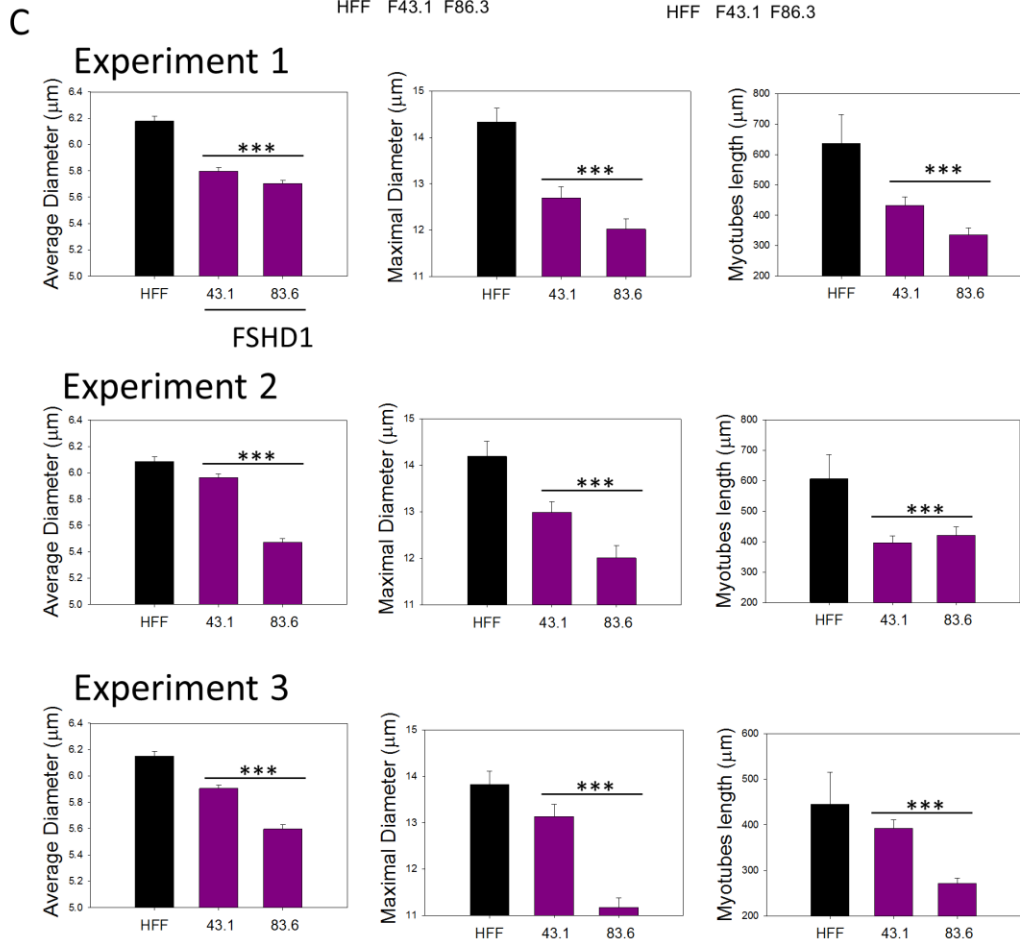 HFF F43.1 F86.3
HFF F43.1 F86.3
C
Experiment 1
Average Diameter (μm)
6.4
6.2
6.0
5.8
5.6
5.4
5.2
5.0
***
HFF 43.1 83.6
FSHD1
Maximal Diameter (μm)
15
14
13
12
11
***
HFF 43.1 83.6
Myotubes length (μm)
800
700
600
500
400
300
200
***
HFF 43.1 83.6
Experiment 2
Average Diameter (μm)
6.4
6.2
6.0
5.8
5.6
5.4
5.2
5.0
***
HFF 43.1 83.6
Maximal Diameter (μm)
15
14
13
12
11
***
HFF 43.1 83.6
Myotubes length (μm)
800
700
600
500
400
300
200
***
HFF 43.1 83.6
Experiment 3
Average Diameter (μm)
6.4
6.2
6.0
5.8
5.6
5.4
5.2
5.0
***
HFF 43.1 83.6
Maximal Diameter (μm)
15
14
13
12
11
***
HFF 43.1 83.6
Myotubes length (μm)
600
500
400
300
200
***
HFF 43.1 83.6